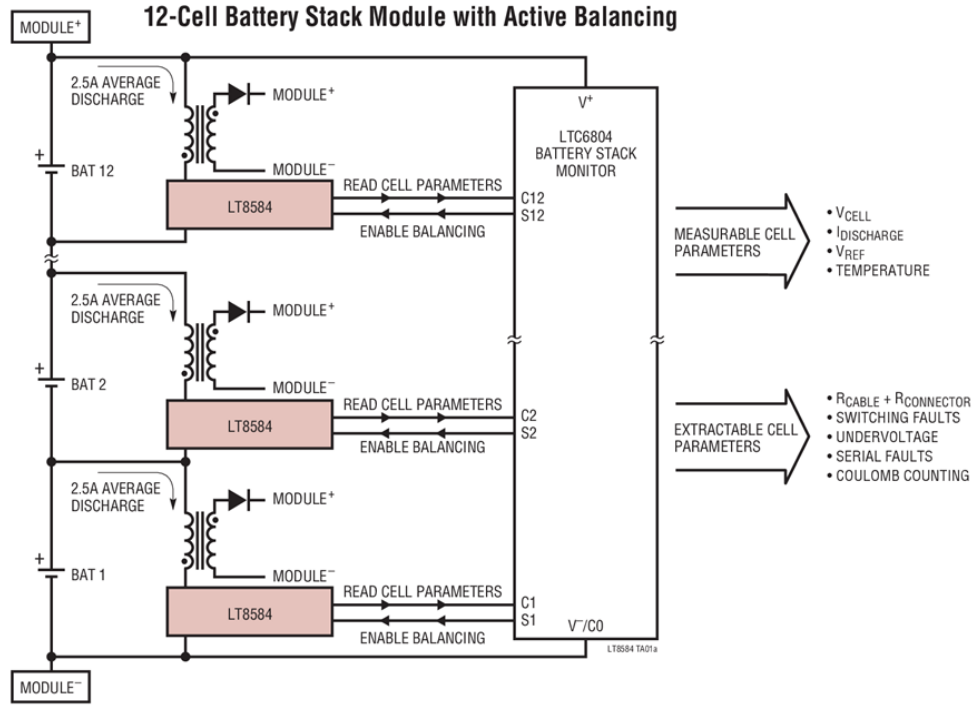 12-Cell Battery Stack Module with Active Balancing
MODULE⁺
2.5A AVERAGE
DISCHARGE
MODULE⁺
+
BAT 12
MODULE⁻
LT8584
READ CELL PARAMETERS
ENABLE BALANCING
V⁺
LTC6804
BATTERY STACK
MONITOR
C12
S12
MEASURABLE CELL
PARAMETERS
• VCELL
• IDISCHARGE
• VREF
• TEMPERATURE
2.5A AVERAGE
DISCHARGE
MODULE⁺
+
BAT 2
MODULE⁻
LT8584
READ CELL PARAMETERS
ENABLE BALANCING
C2
S2
EXTRACTABLE CELL
PARAMETERS
• RCABLE + RCONNECTOR
• SWITCHING FAULTS
• UNDERVOLTAGE
• SERIAL FAULTS
• COULOMB COUNTING
2.5A AVERAGE
DISCHARGE
MODULE⁺
+
BAT 1
MODULE⁻
LT8584
READ CELL PARAMETERS
ENABLE BALANCING
C1
S1
V⁻/C0
LT8584 TA01a
MODULE⁻